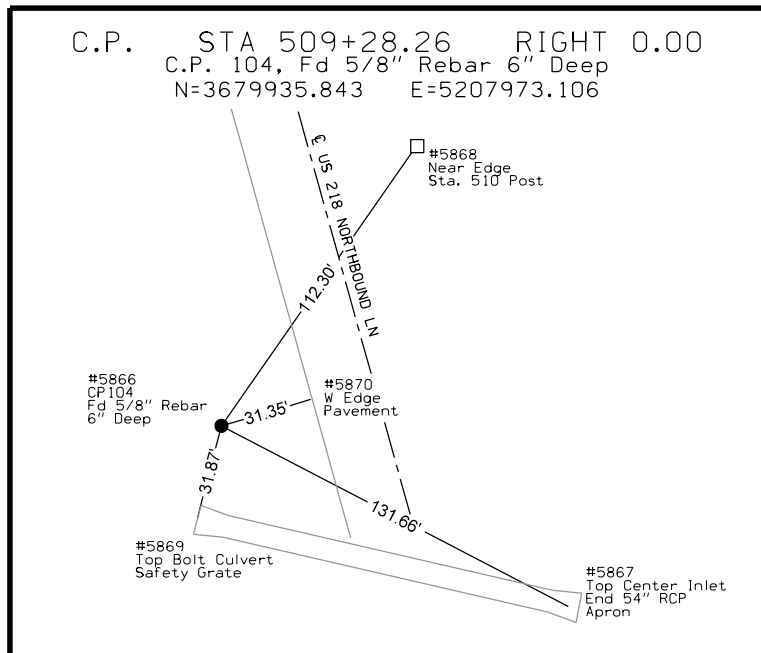 C.P. STA 509+28.26 RIGHT 0.00
C.P. 104, Fd 5/8" Rebar 6" Deep
N=3679935.843 E=5207973.106
℄ US 218 NORTHBOUND LN
#5868
Near Edge
Sta. 510 Post
112.30'
#5866
CP104
Fd 5/8" Rebar
6" Deep
#5870
W Edge
Pavement
31.35'
31.87'
131.66'
#5869
Top Bolt Culvert
Safety Grate
#5867
Top Center Inlet
End 54" RCP
Apron